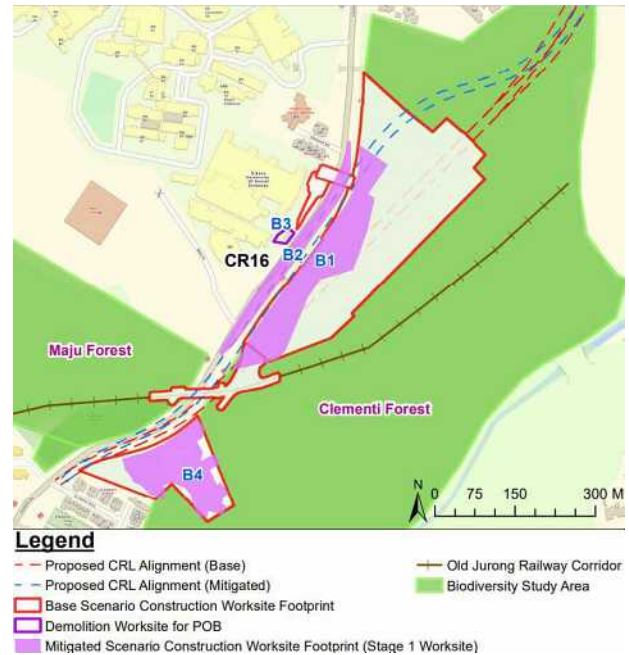 B3
B2
B1
CR16
Maju Forest
Clementi Forest
B4
N
0 75 150 300 M
Legend
Proposed CRL Alignment (Base)
Proposed CRL Alignment (Mitigated)
Base Scenario Construction Worksite Footprint
Demolition Worksite for POB
Mitigated Scenario Construction Worksite Footprint (Stage 1 Worksite)
Old Jurong Railway Corridor
Biodiversity Study Area